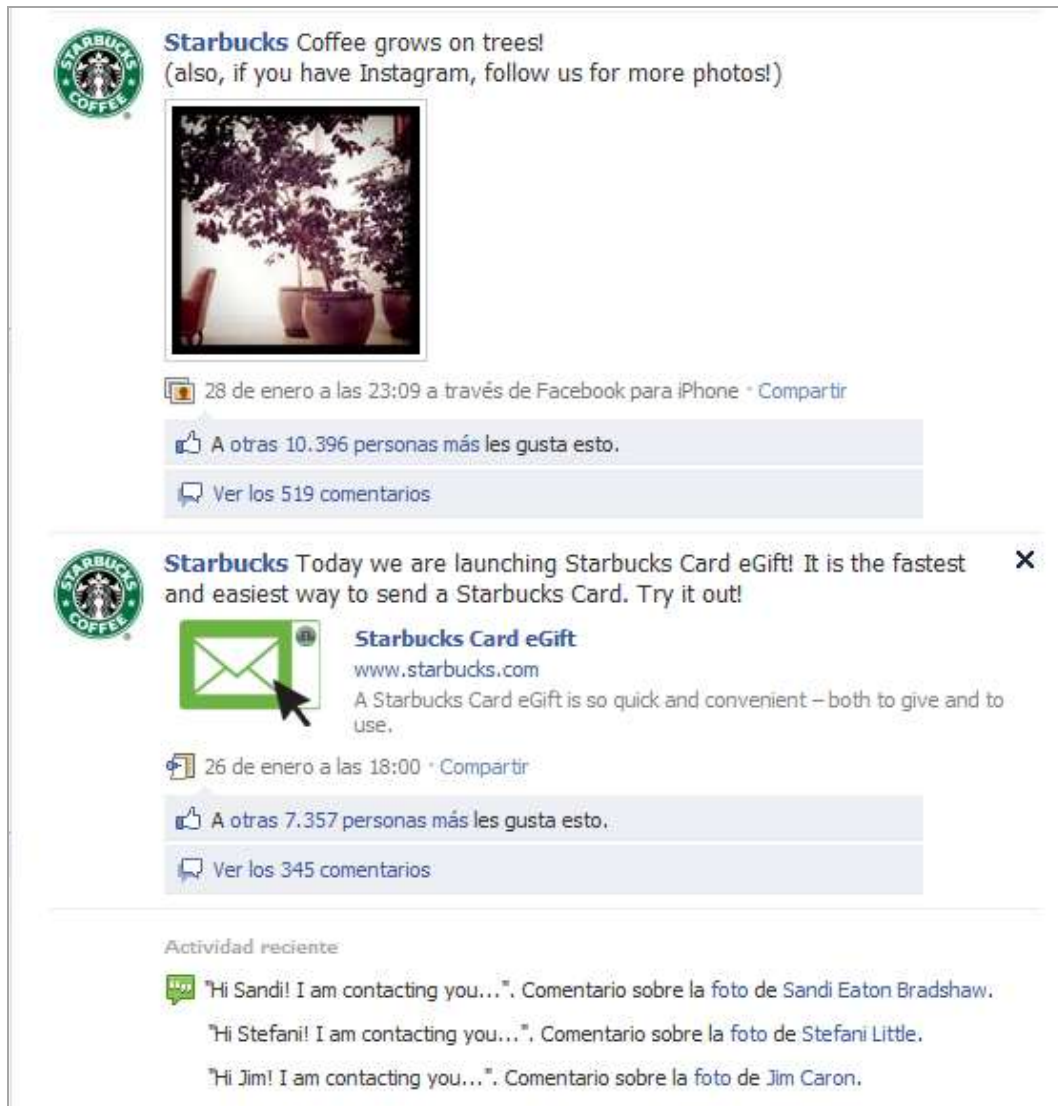 STARBUCKS COFFEE
Starbucks Coffee grows on trees!
(also, if you have Instagram, follow us for more photos!)
28 de enero a las 23:09 a través de Facebook para iPhone · Compartir
A otras 10.396 personas más les gusta esto.
Ver los 519 comentarios
STARBUCKS COFFEE
Starbucks Today we are launching Starbucks Card eGift! It is the fastest
and easiest way to send a Starbucks Card. Try it out!
Starbucks Card eGift
www.starbucks.com
A Starbucks Card eGift is so quick and convenient – both to give and to
use.
26 de enero a las 18:00 · Compartir
A otras 7.357 personas más les gusta esto.
Ver los 345 comentarios
Actividad reciente
"Hi Sandi! I am contacting you...". Comentario sobre la foto de Sandi Eaton Bradshaw.
"Hi Stefani! I am contacting you...". Comentario sobre la foto de Stefani Little.
"Hi Jim! I am contacting you...". Comentario sobre la foto de Jim Caron.